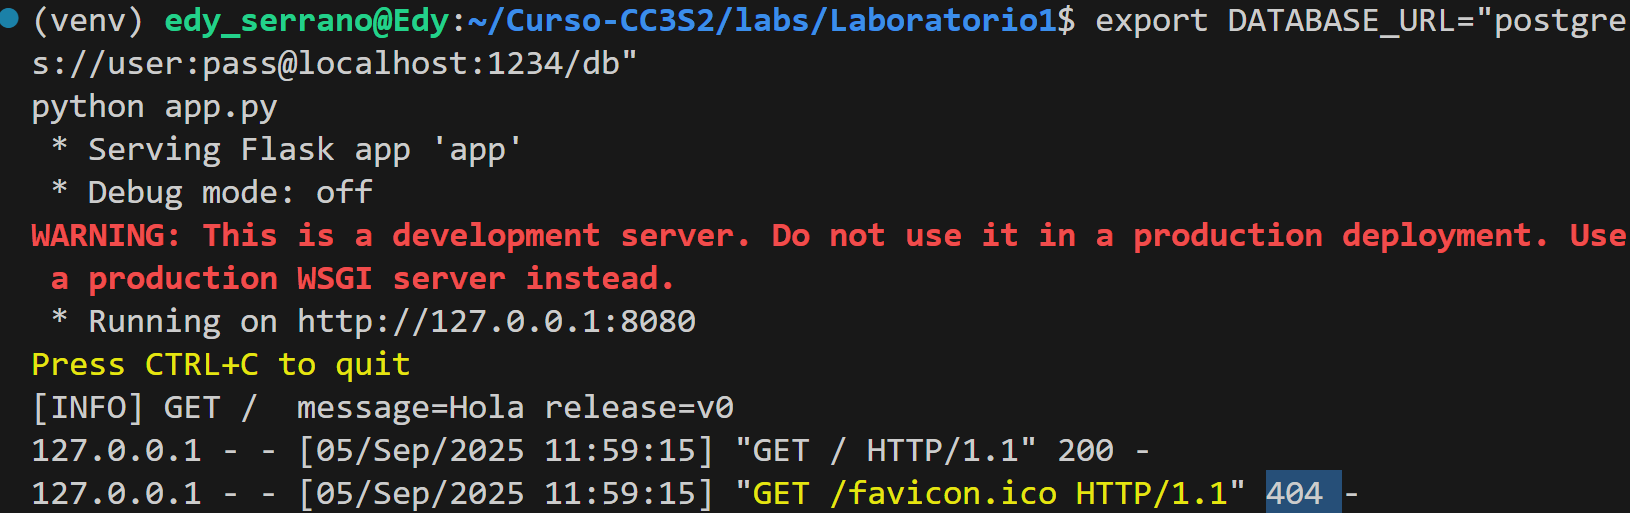 (venv) edy_serrano@Edy:~/Curso-CC3S2/labs/Laboratorio1$ export DATABASE_URL="postgre
s://user:pass@localhost:1234/db"
python app.py
 * Serving Flask app 'app'
 * Debug mode: off
WARNING: This is a development server. Do not use it in a production deployment. Use
 a production WSGI server instead.
 * Running on http://127.0.0.1:8080
Press CTRL+C to quit
[INFO] GET /  message=Hola release=v0
127.0.0.1 - - [05/Sep/2025 11:59:15] "GET / HTTP/1.1" 200 -
127.0.0.1 - - [05/Sep/2025 11:59:15] "GET /favicon.ico HTTP/1.1" 404 -